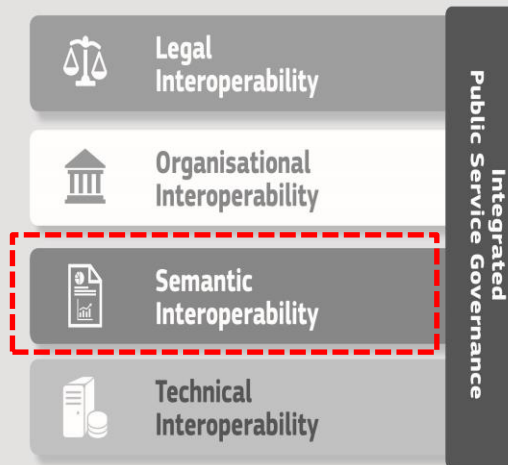 Legal
Interoperability
Organisational
Interoperability
Semantic
Interoperability
Technical
Interoperability
Integrated
Public Service Governance